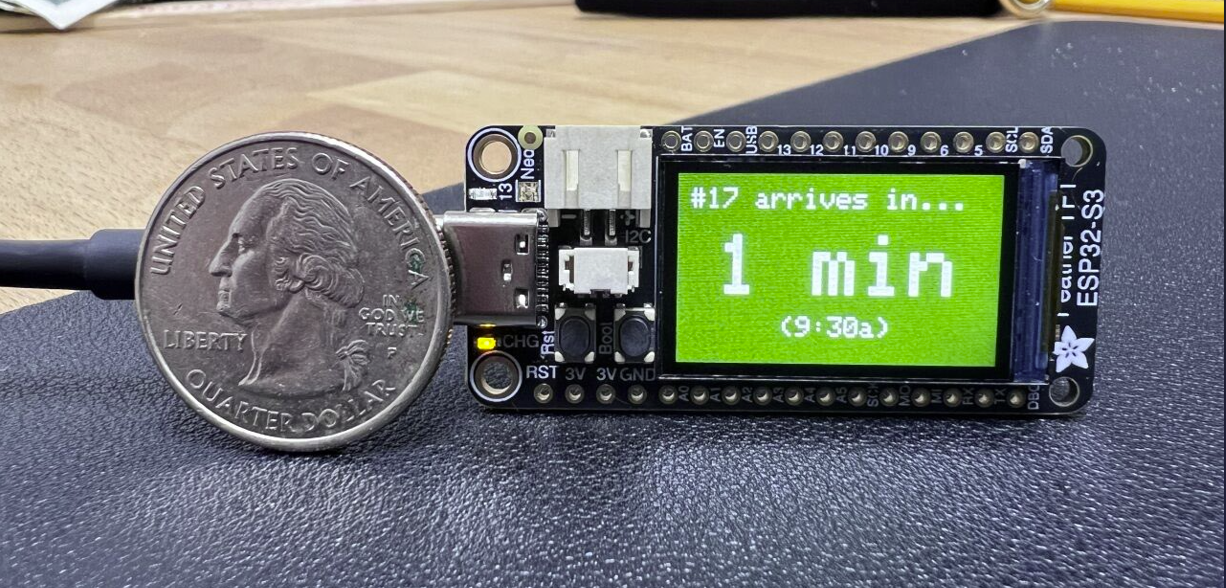 UNITED STATES OF AMERICA
LIBERTY
IN
GOD WE
TRUST
P
QUARTER DOLLAR
BAT EN USB 13 12 11 10 9 6 5 SCL SDA
Neo
13
I2C
CHG
Rst
Boot
RST 3V 3V GND
#17 arrives in...
1 min
(9:30a)
A0 A1 A2 A3 A4 A5 SCK MO MI RX TX DBG
Feather TFT
ESP32-S3